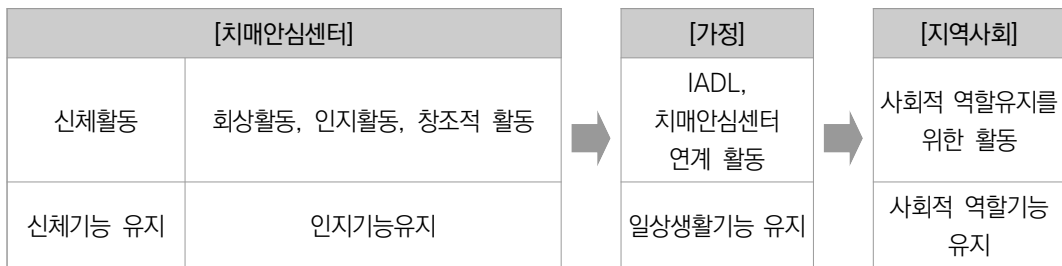 [치매안심센터]
신체활동
회상활동, 인지활동, 창조적 활동
신체기능 유지
인지기능유지
[가정]
IADL,
치매안심센터
연계 활동
일상생활기능 유지
[지역사회]
사회적 역할유지를
위한 활동
사회적 역할기능
유지